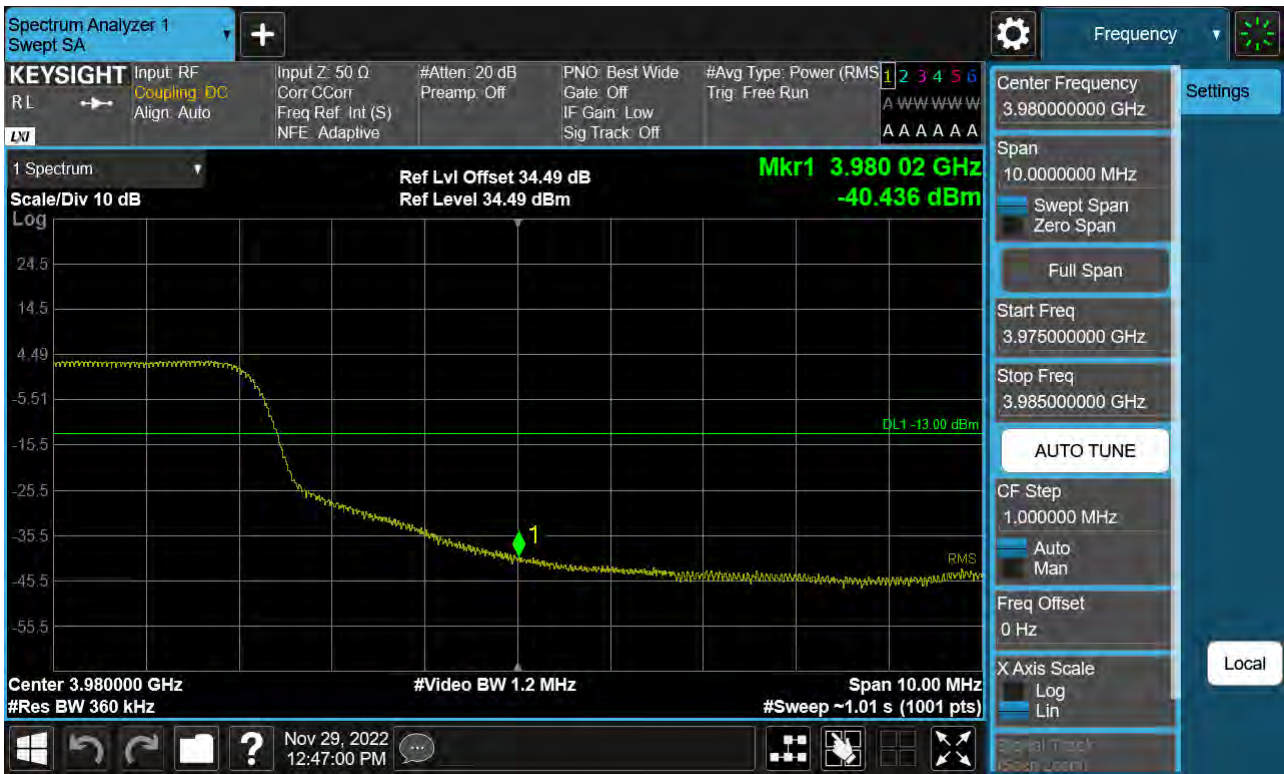 Spectrum Analyzer 1
Swept SA
Frequency
KEYSIGHT
R L
LXI
Input: RF
Coupling: DC
Align: Auto
Input Z: 50 Ω
Corr CCorr
Freq Ref: Int (S)
NFE: Adaptive
#Atten: 20 dB
Preamp: Off
PNO: Best Wide
Gate: Off
IF Gain: Low
Sig Track: Off
#Avg Type: Power (RMS
Trig: Free Run
1 2 3 4 5 6
A W W W W W
A A A A A A
1 Spectrum
Scale/Div 10 dB
Log
Ref Lvl Offset 34.49 dB
Ref Level 34.49 dBm
Mkr1 3.980 02 GHz
-40.436 dBm
24.5
14.5
4.49
-5.51
-15.5
-25.5
-35.5
-45.5
-55.5
DL1 -13.00 dBm
1
RMS
Center 3.980000 GHz
#Res BW 360 kHz
#Video BW 1.2 MHz
Span 10.00 MHz
#Sweep ~1.01 s (1001 pts)
Center Frequency
3.980000000 GHz
Span
10.0000000 MHz
Swept Span
Zero Span
Full Span
Start Freq
3.975000000 GHz
Stop Freq
3.985000000 GHz
AUTO TUNE
CF Step
1.000000 MHz
Auto
Man
Freq Offset
0 Hz
X Axis Scale
Log
Lin
Signal Track
(Span Zoom)
Settings
Local
?
Nov 29, 2022
12:47:00 PM